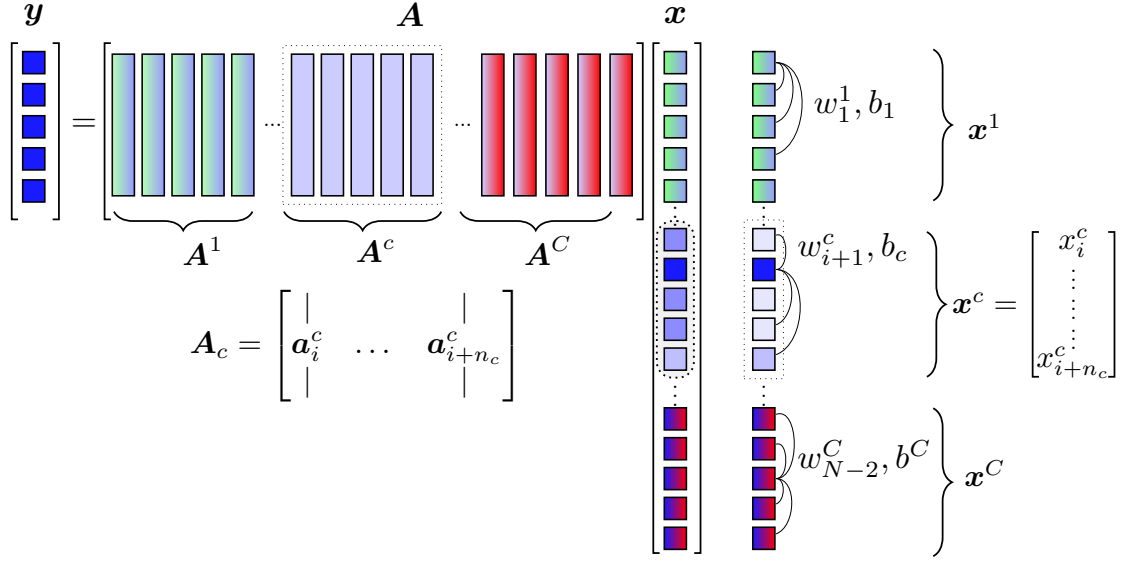 y A x
= ... ...
w_1^1, b_1
x^1
A^1 A^c A^C
w_{i+1}^c, b_c
x^c = [ x_i^c ⋮ x_{i+n_c}^c ]
A_c = [ | a_i^c | … | a_{i+n_c}^c | ]
w_{N-2}^C, b^C
x^C